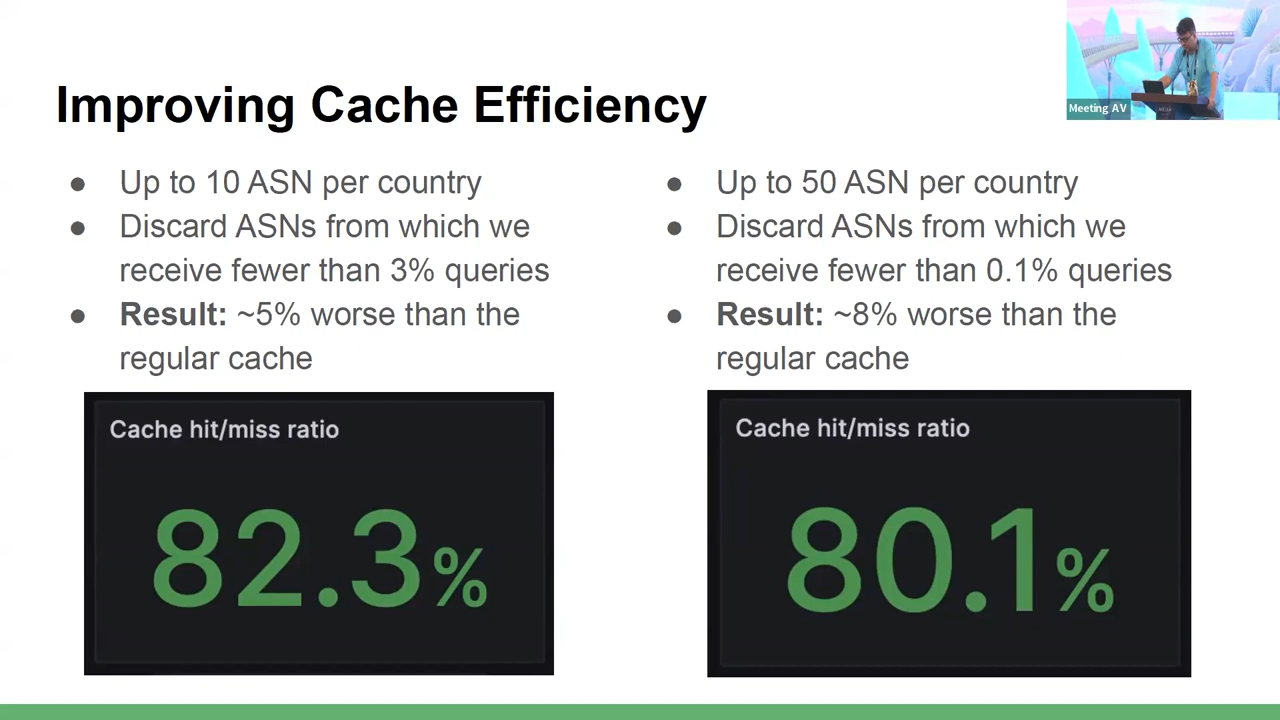 Improving Cache Efficiency
Meeting AV
● Up to 10 ASN per country
● Discard ASNs from which we
receive fewer than 3% queries
● Result: ~5% worse than the
regular cache
Cache hit/miss ratio
82.3%
● Up to 50 ASN per country
● Discard ASNs from which we
receive fewer than 0.1% queries
● Result: ~8% worse than the
regular cache
Cache hit/miss ratio
80.1%